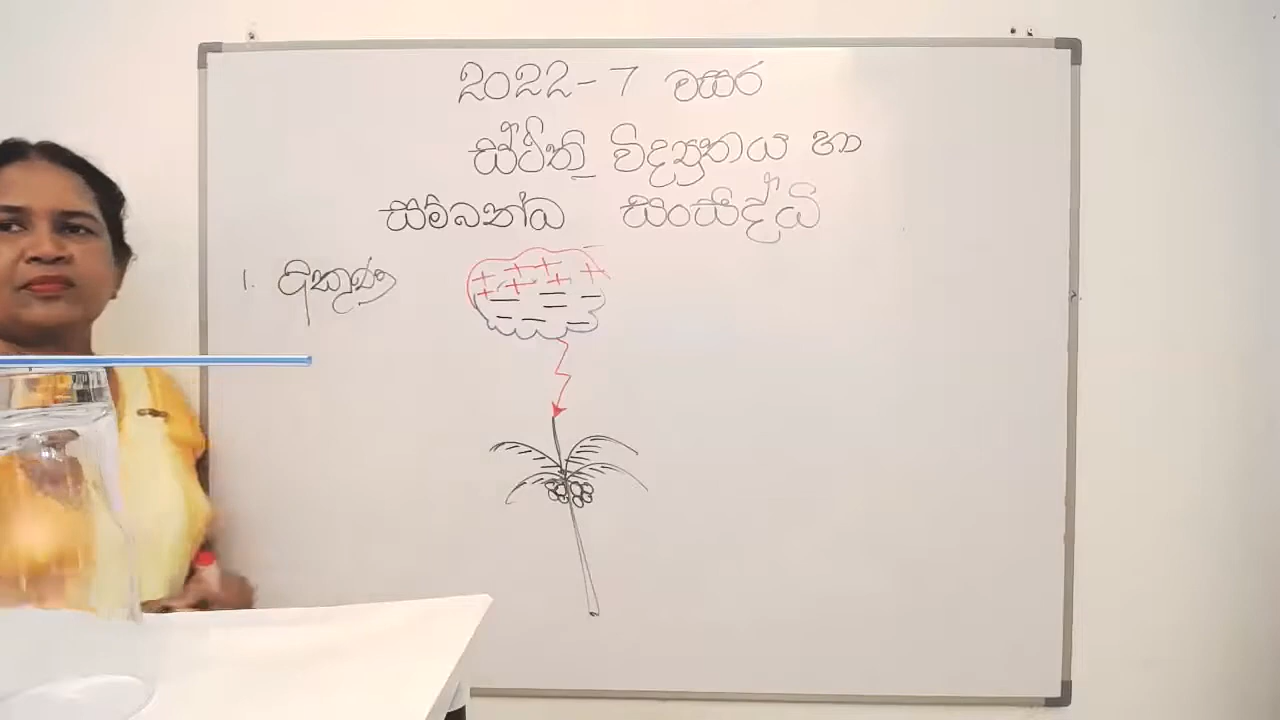 2022-7 වසර
ස්ථිති විද්‍යුතය හා
සම්බන්ධ සංසිද්ධි
1. අකුණ